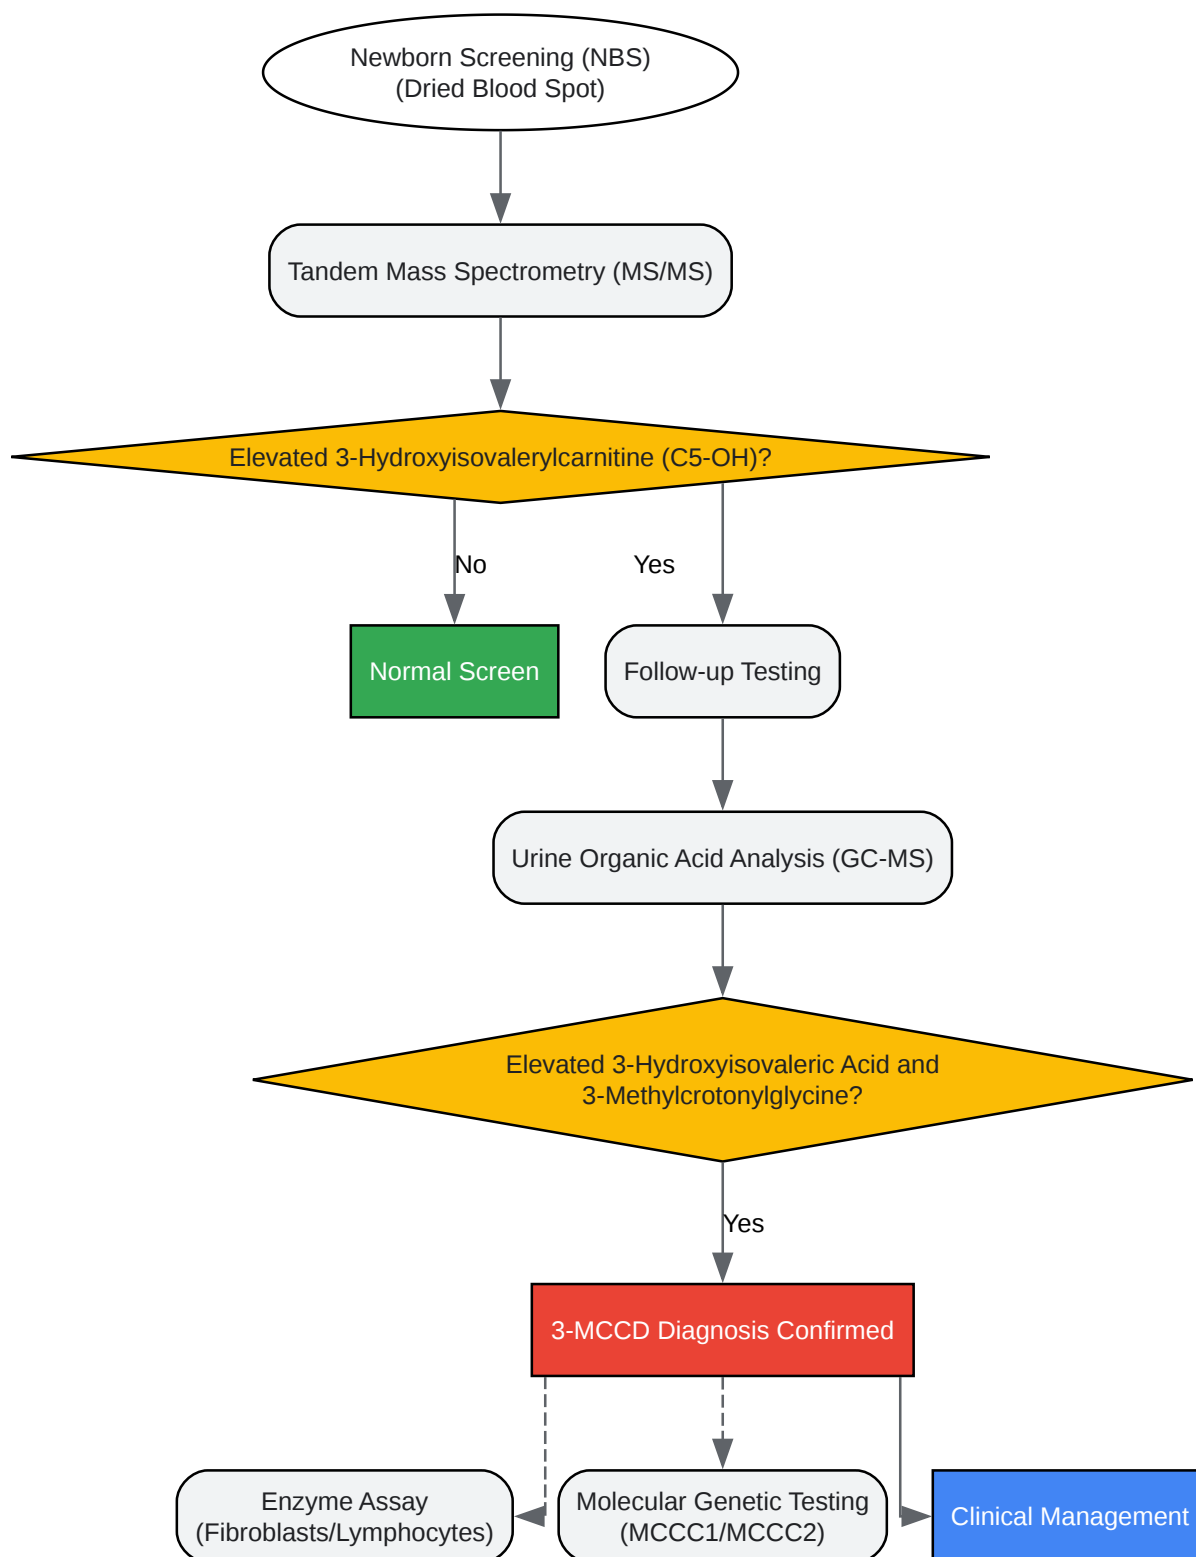 Newborn Screening (NBS)
(Dried Blood Spot)
Tandem Mass Spectrometry (MS/MS)
Elevated 3-Hydroxyisovalerylcarnitine (C5-OH)?
No
Yes
Normal Screen
Follow-up Testing
Urine Organic Acid Analysis (GC-MS)
Elevated 3-Hydroxyisovaleric Acid and
3-Methylcrotonylglycine?
Yes
3-MCCD Diagnosis Confirmed
Enzyme Assay
(Fibroblasts/Lymphocytes)
Molecular Genetic Testing
(MCCC1/MCCC2)
Clinical Management